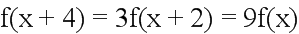 f(x + 4) = 3f(x + 2) = 9f(x)